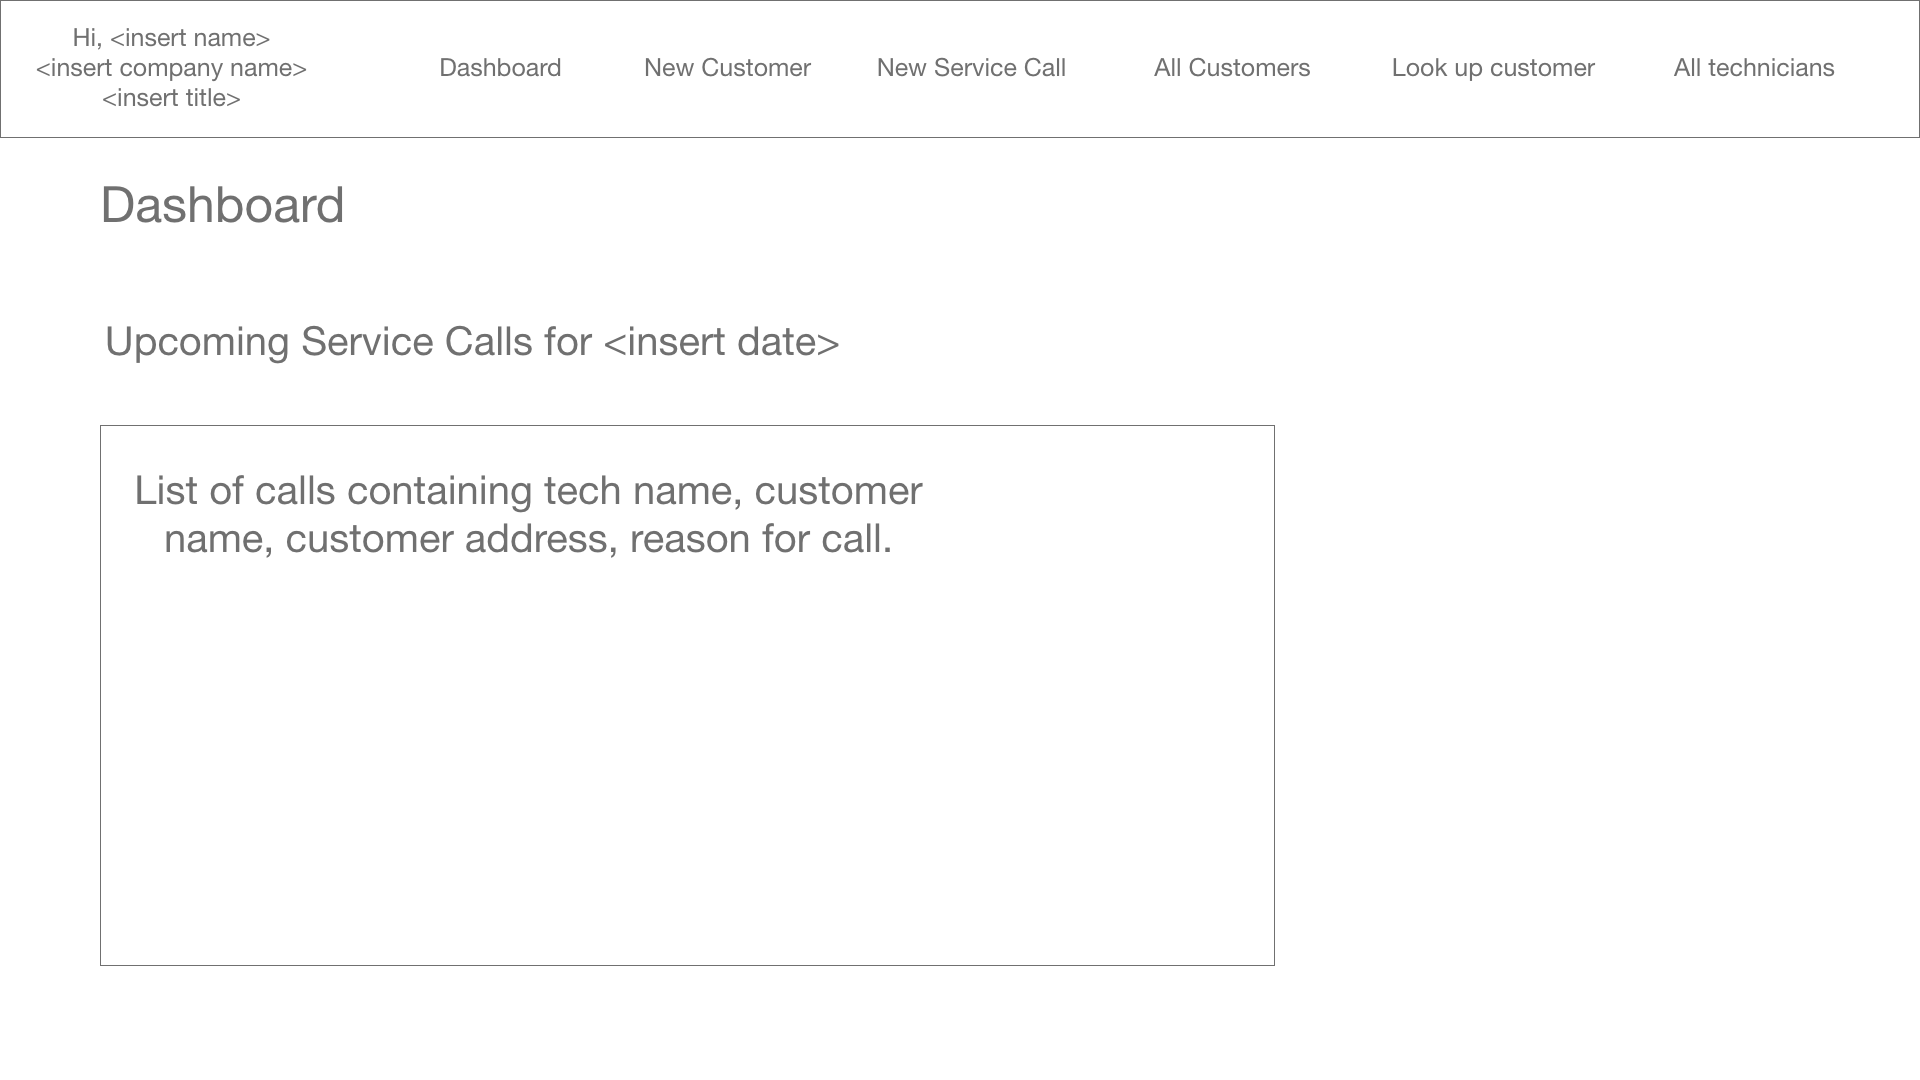 Hi, <insert name>
<insert company name>
<insert title>
Dashboard
New Customer
New Service Call
All Customers
Look up customer
All technicians
Dashboard
Upcoming Service Calls for <insert date>
List of calls containing tech name, customer
name, customer address, reason for call.